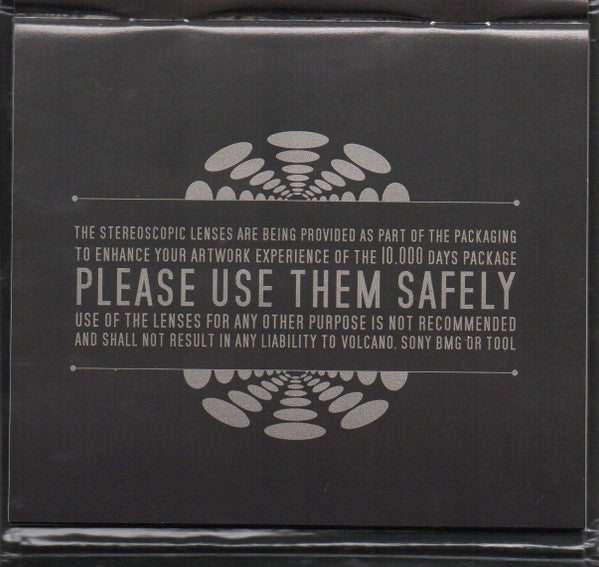 THE STEREOSCOPIC LENSES ARE BEING PROVIDED AS PART OF THE PACKAGING
TO ENHANCE YOUR ARTWORK EXPERIENCE OF THE 10,000 DAYS PACKAGE
PLEASE USE THEM SAFELY
USE OF THE LENSES FOR ANY OTHER PURPOSE IS NOT RECOMMENDED
AND SHALL NOT RESULT IN ANY LIABILITY TO VOLCANO, SONY BMG OR TOOL